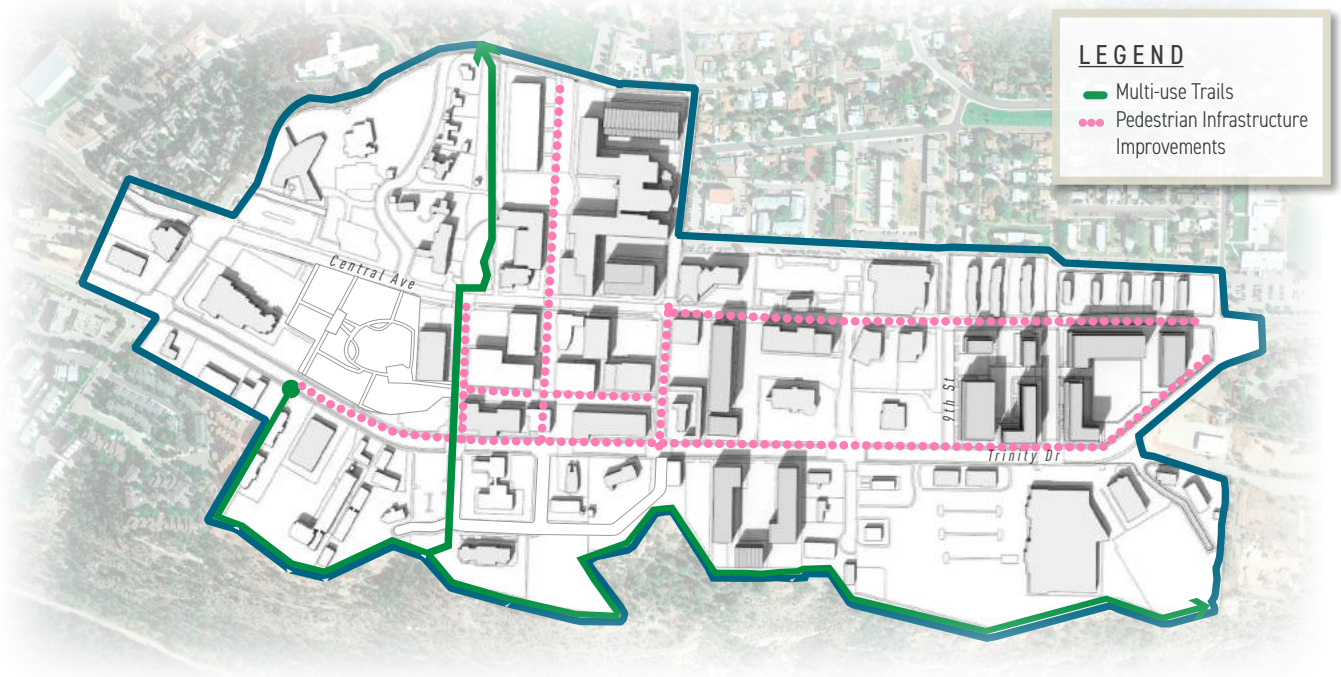 LEGEND
Multi-use Trails
Pedestrian Infrastructure
Improvements
Central Ave
9th St
Trinity Dr